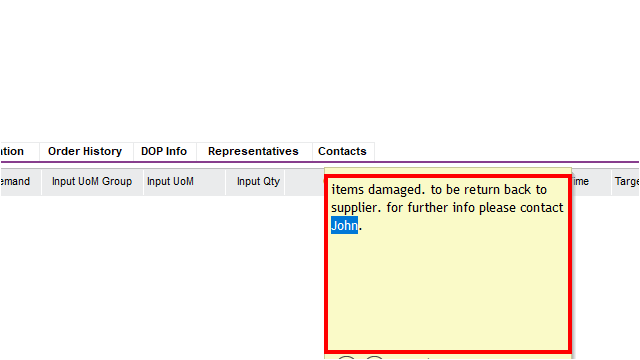 ation Order History DOP Info Representatives Contacts
emand Input UoM Group Input UoM Input Qty ime Targe
items damaged. to be return back to
supplier. for further info please contact
John.